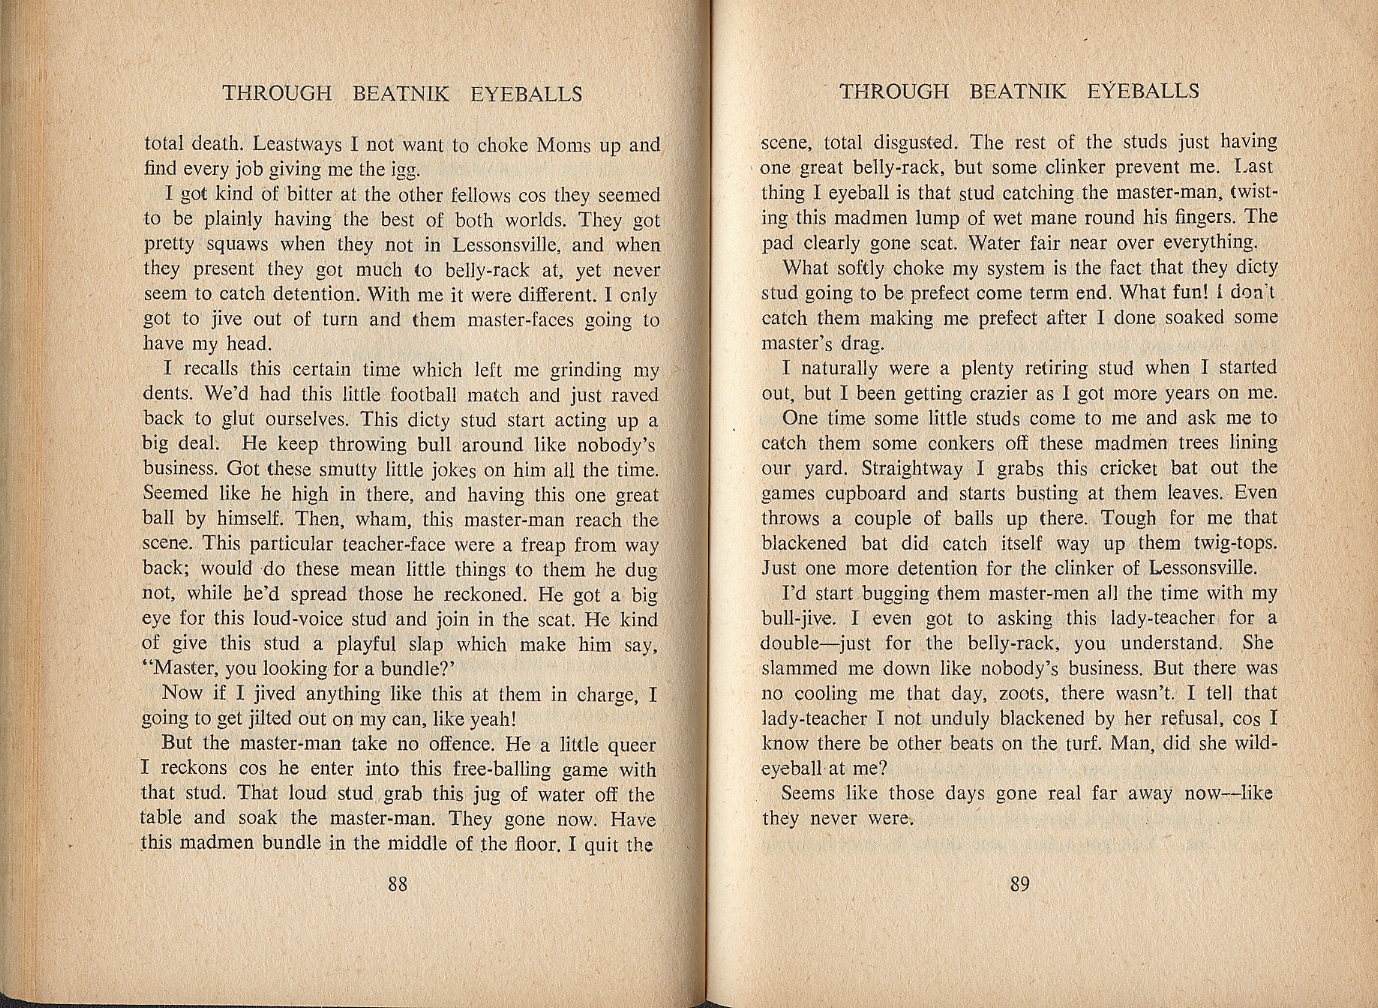 THROUGH BEATNIK EYEBALLS
total death. Leastways I not want to choke Moms up and
find every job giving me the igg.
I got kind of bitter at the other fellows cos they seemed
to be plainly having the best of both worlds. They got
pretty squaws when they not in Lessonsville, and when
they present they got much to belly-rack at, yet never
seem to catch detention. With me it were different. I only
got to jive out of turn and them master-faces going to
have my head.
I recalls this certain time which left me grinding my
dents. We'd had this little football match and just raved
back to glut ourselves. This dicty stud start acting up a
big deal. He keep throwing bull around like nobody's
business. Got these smutty little jokes on him all the time.
Seemed like he high in there, and having this one great
ball by himself. Then, wham, this master-man reach the
scene. This particular teacher-face were a freap from way
back; would do these mean little things to them he dug
not, while he'd spread those he reckoned. He got a big
eye for this loud-voice stud and join in the scat. He kind
of give this stud a playful slap which make him say,
"Master, you looking for a bundle?'
Now if I jived anything like this at them in charge, I
going to get jilted out on my can, like yeah!
But the master-man take no offence. He a little queer
I reckons cos he enter into this free-balling game with
that stud. That loud stud grab this jug of water off the
table and soak the master-man. They gone now. Have
this madmen bundle in the middle of the floor. I quit the
88
THROUGH BEATNIK EYEBALLS
scene, total disgusted. The rest of the studs just having
one great belly-rack, but some clinker prevent me. Last
thing I eyeball is that stud catching the master-man, twist-
ing this madmen lump of wet mane round his fingers. The
pad clearly gone scat. Water fair near over everything.
What softly choke my system is the fact that they dicty
stud going to be prefect come term end. What fun! I don't
catch them making me prefect after I done soaked some
master's drag.
I naturally were a plenty retiring stud when I started
out, but I been getting crazier as I got more years on me.
One time some little studs come to me and ask me to
catch them some conkers off these madmen trees lining
our yard. Straightway I grabs this cricket bat out the
games cupboard and starts busting at them leaves. Even
throws a couple of balls up there. Tough for me that
blackened bat did catch itself way up them twig-tops.
Just one more detention for the clinker of Lessonsville.
I'd start bugging them master-men all the time with my
bull-jive. I even got to asking this lady-teacher for a
double—just for the belly-rack, you understand. She
slammed me down like nobody's business. But there was
no cooling me that day, zoots, there wasn't. I tell that
lady-teacher I not unduly blackened by her refusal, cos I
know there be other beats on the turf. Man, did she wild-
eyeball at me?
Seems like those days gone real far away now—like
they never were.
89